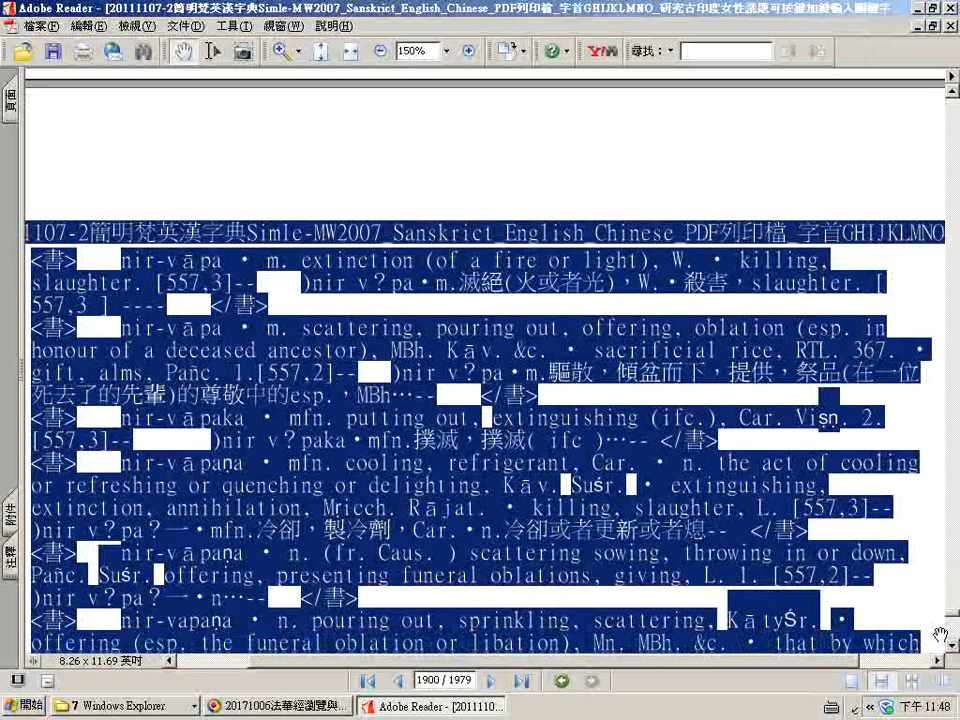 Adobe Reader - [20111107-2簡明梵英漢字典Simle-MW2007_Sanskrit_English_Chinese_PDF列印檔_字首GHIJKLMNO_研究古印度女性議題可按鍵加鍵輸入關鍵字
檔案(F) 編輯(E) 檢視(V) 文件(D) 工具(T) 視窗(W) 說明(H)
150% 尋找:
頁面
1107-2簡明梵英漢字典Simle-MW2007_Sanskrit_English_Chinese_PDF列印檔_字首GHIJKLMNO
<書> nir-vāpa • m. extinction (of a fire or light), W. • killing,
slaughter. [557,3]-- )nir v?pa•m.滅絕(火或者光),W.•殺害,slaughter. [
557,3 ] ----- </書>
<書> nir-vāpa • m. scattering, pouring out, offering, oblation (esp. in
honour of a deceased ancestor), MBh. Kāv. &c. • sacrificial rice, RTL. 367. •
gift, alms, Pañc. 1.[557,2]-- )nir v?pa•m.驅散,傾盆而下,提供,祭品(在一位
死去了的先輩)的尊敬中的esp.,MBh…-- </書>
<書> nir-vāpaka • mfn. putting out, extinguishing (ifc.), Car. Viṣṇ. 2.
[557,3]-- )nir v?paka•mfn.撲滅,撲滅( ifc )…-- </書>
<書> nir-vāpaṇa • mfn. cooling, refrigerant, Car. • n. the act of cooling
or refreshing or quenching or delighting, Kāv. Suśr. • extinguishing,
extinction, annihilation, Mṛicch. Rājat. • killing, slaughter, L. [557,3]--
)nir v?pa?一•mfn.冷卻,製冷劑,Car.•n.冷卻或者更新或者熄-- </書>
<書> nir-vāpaṇa • n. (fr. Caus. ) scattering sowing, throwing in or down,
Pañc. Suśr. offering, presenting funeral oblations, giving, L. 1. [557,2]--
)nir v?pa?一•n…-- </書>
<書> nir-vapaṇa • n. pouring out, sprinkling, scattering, KātyŚr. •
offering (esp. the funeral oblation or libation), Mn. MBh. &c. • that by which
附件
注釋
8.26 x 11.69 英吋
1900 / 1979
開始 7 Windows Explorer 20171006法華經瀏覽與... Adobe Reader - [2011110... 下午 11:48